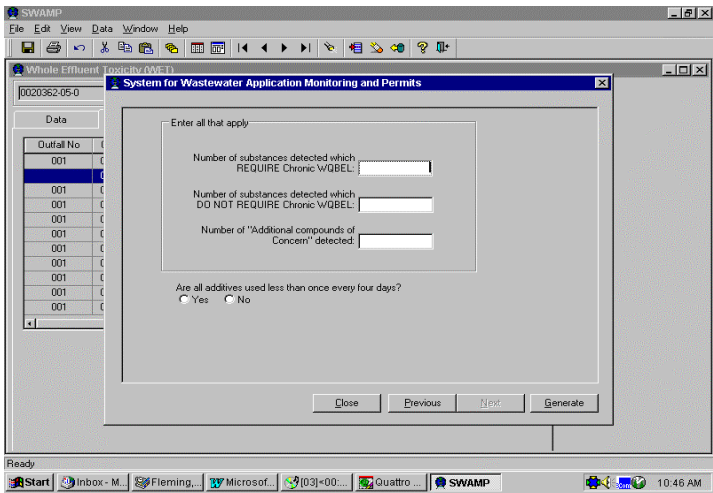 SWAMP
File Edit View Data Window Help
Whole Effluent Toxicity (WET)
0020362-05-0
System for Wastewater Application Monitoring and Permits
Data
Outfall No
001
001
001
001
001
001
001
001
001
001
Enter all that apply
Number of substances detected which
REQUIRE Chronic WQBEL:
Number of substances detected which
DO NOT REQUIRE Chronic WQBEL:
Number of "Additional compounds of
Concern" detected:
Are all additives used less than once every four days?
Yes No
Close Previous Next Generate
Ready
Start Inbox - M... Fleming,... Microsof... [03]<00:... Quattro ... SWAMP 10:46 AM